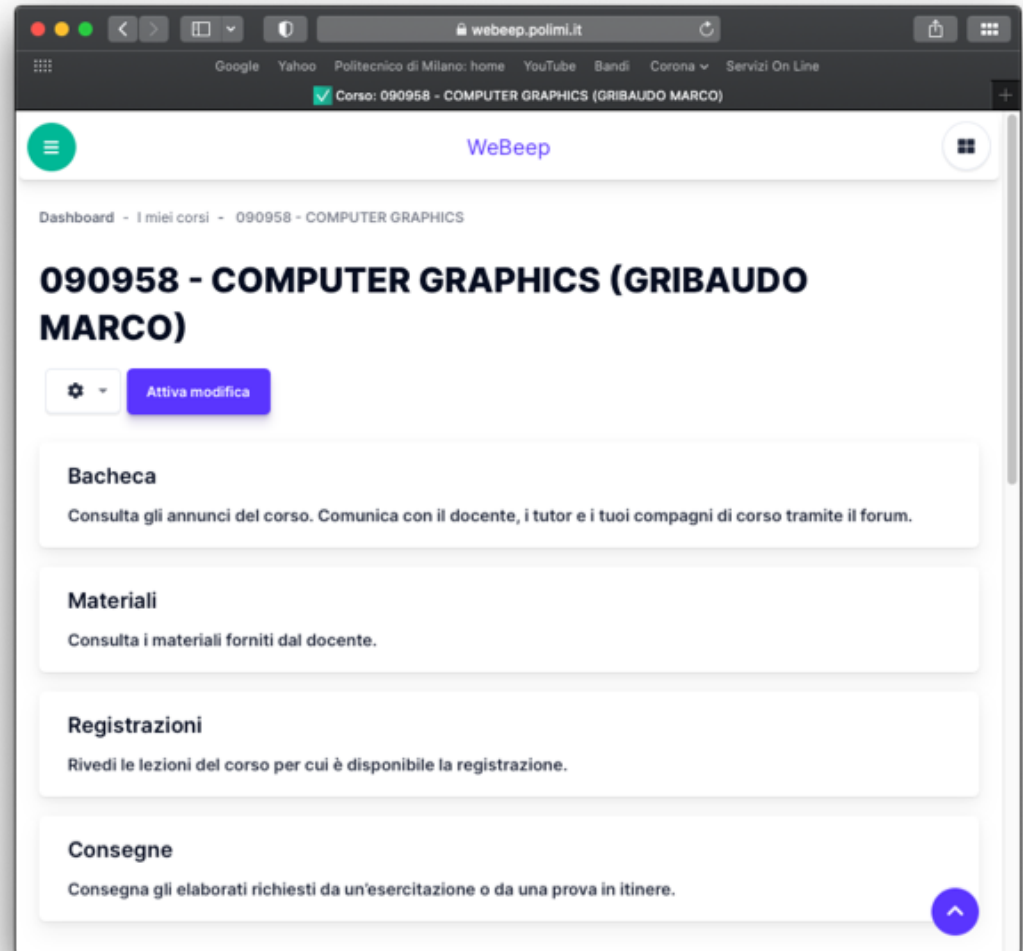 webeep.polimi.it
Google Yahoo Politecnico di Milano: home YouTube Bandi Corona Servizi On Line
Corso: 090958 - COMPUTER GRAPHICS (GRIBAUDO MARCO)
WeBeep
Dashboard - I miei corsi - 090958 - COMPUTER GRAPHICS
090958 - COMPUTER GRAPHICS (GRIBAUDO
MARCO)
Attiva modifica
Bacheca
Consulta gli annunci del corso. Comunica con il docente, i tutor e i tuoi compagni di corso tramite il forum.
Materiali
Consulta i materiali forniti dal docente.
Registrazioni
Rivedi le lezioni del corso per cui è disponibile la registrazione.
Consegne
Consegna gli elaborati richiesti da un'esercitazione o da una prova in itinere.